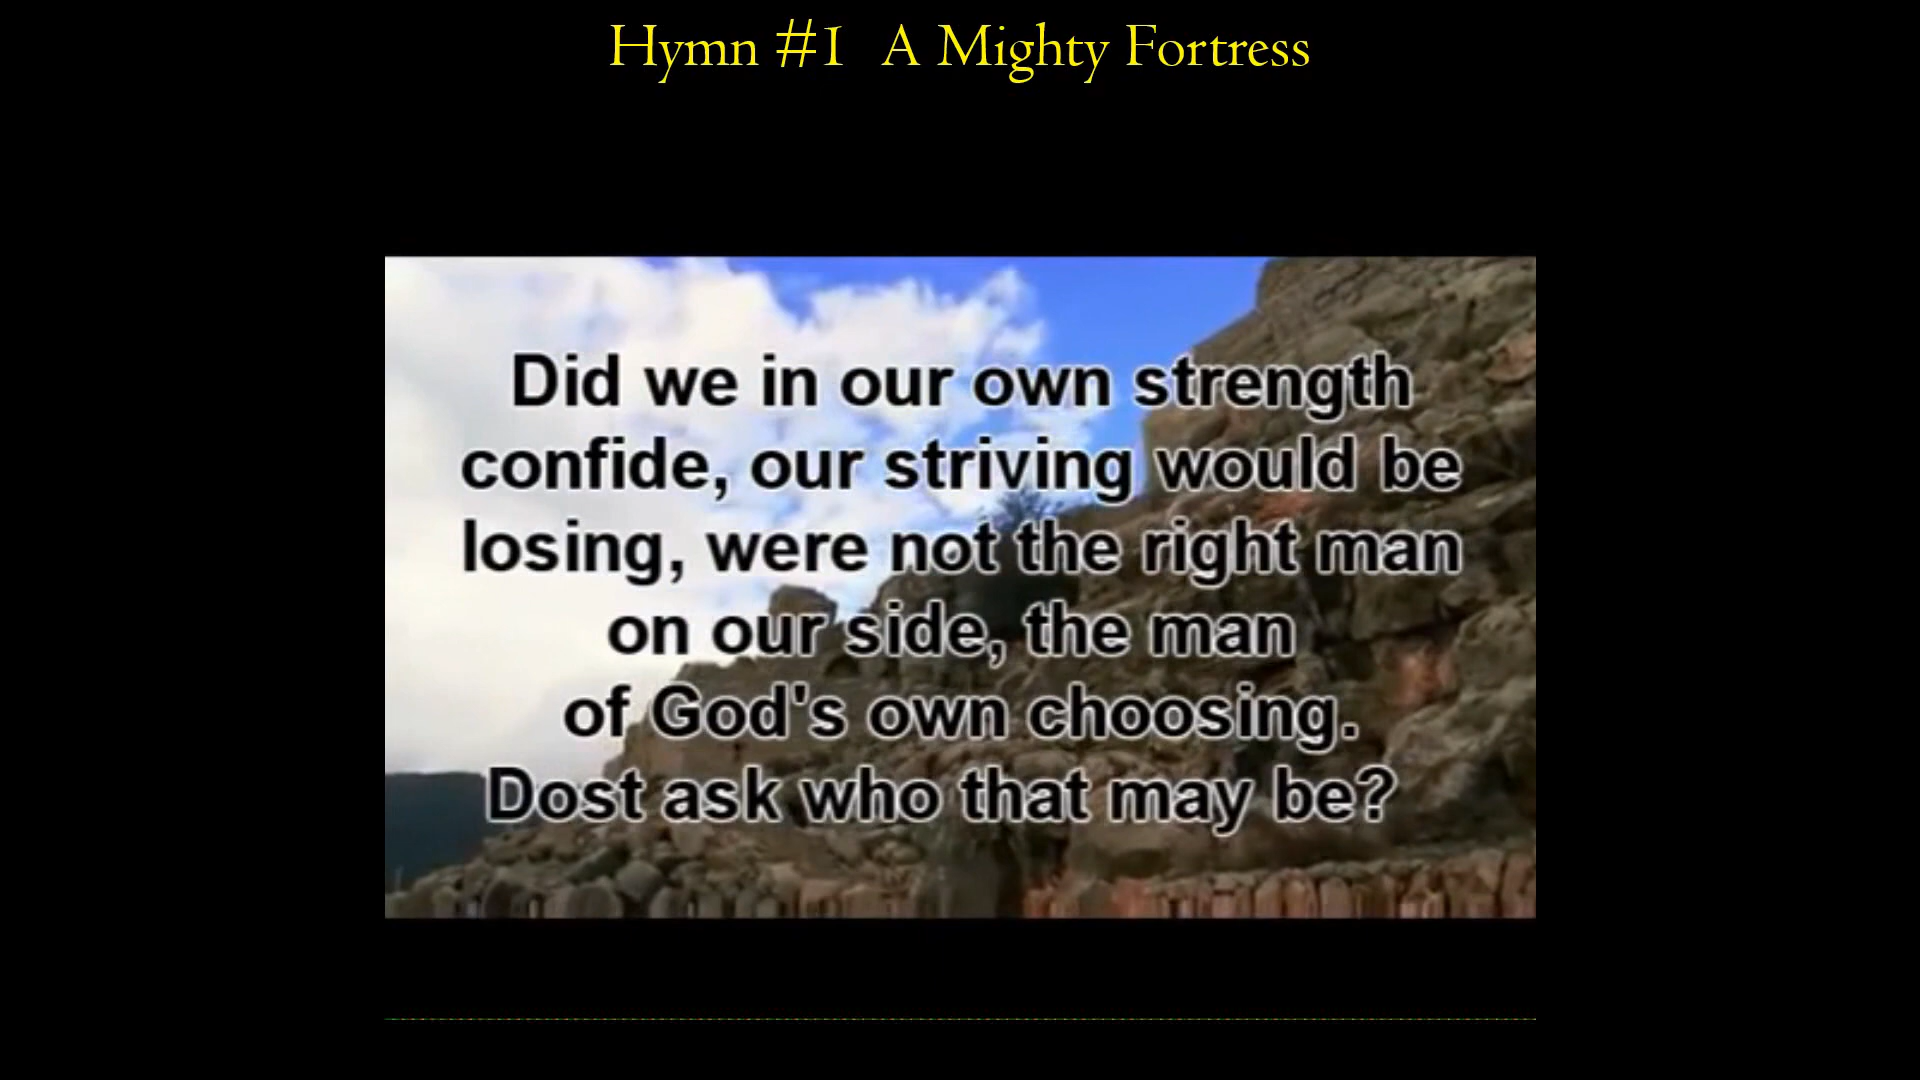 Hymn #1 A Mighty Fortress
Did we in our own strength
confide, our striving would be
losing, were not the right man
on our side, the man
of God's own choosing.
Dost ask who that may be?